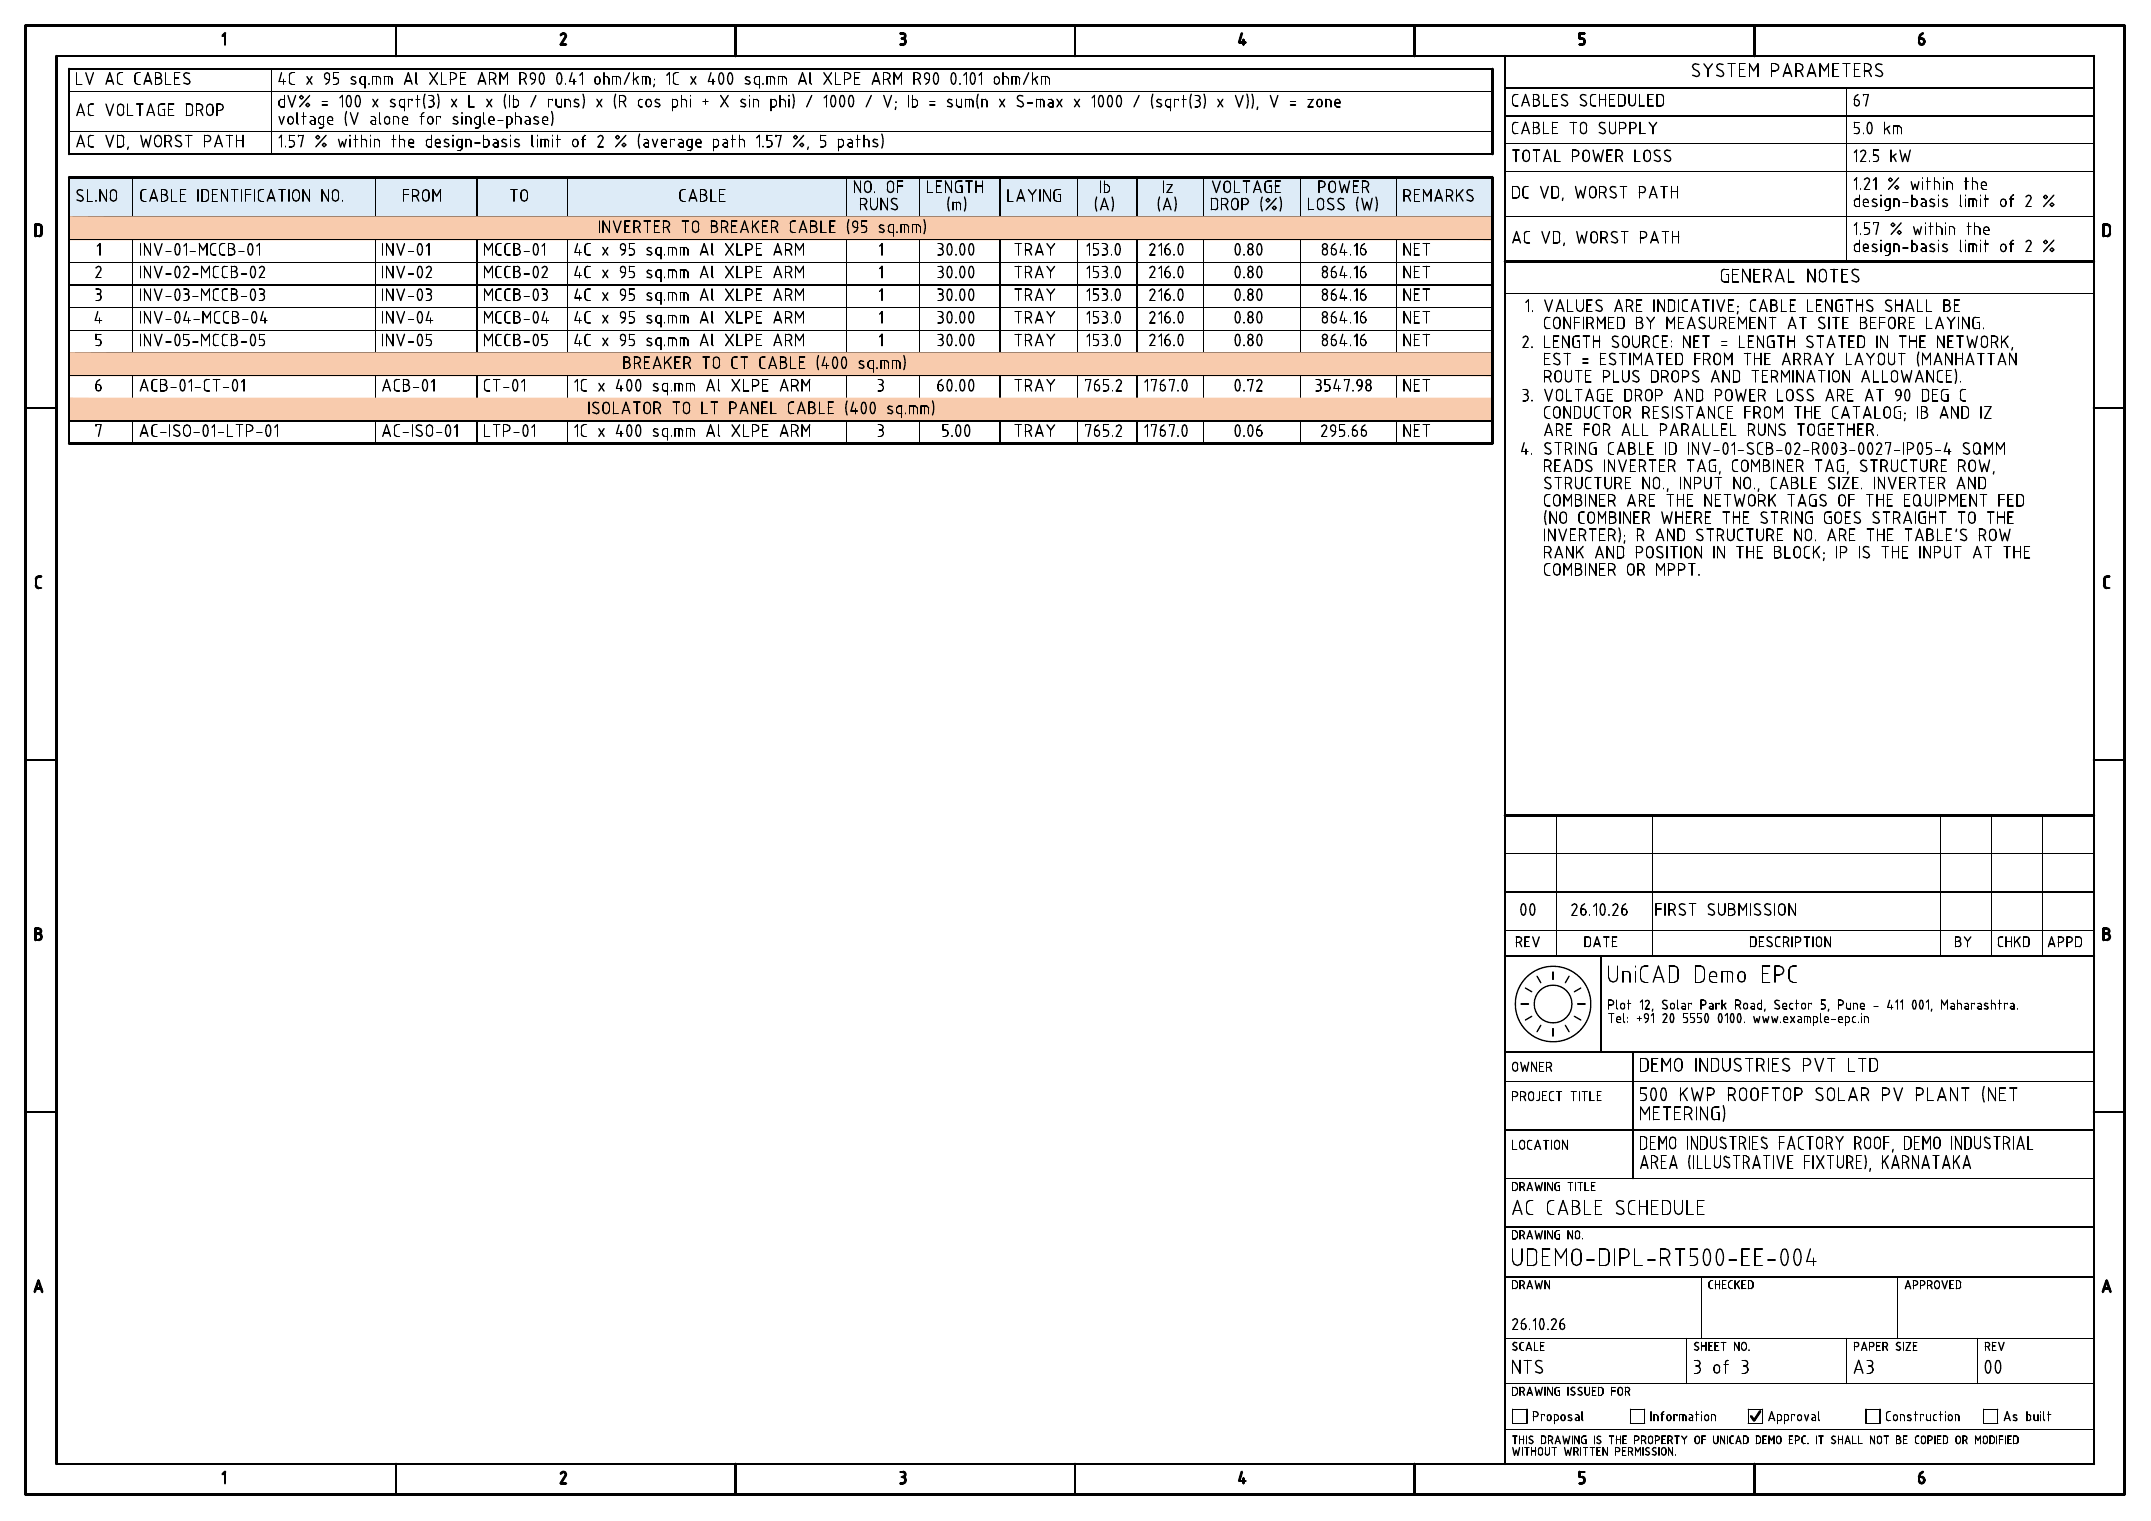 1 2 3 4 5 6
LV AC CABLES 4C x 95 sq.mm Al XLPE ARM R90 0.41 ohm/km; 1C x 400 sq.mm Al XLPE ARM R90 0.101 ohm/km
AC VOLTAGE DROP dV% = 100 x sqrt(3) x L x (Ib / runs) x (R cos phi + X sin phi) / 1000 / V; Ib = sum(n x S-max x 1000 / (sqrt(3) x V)), V = zone
voltage (V alone for single-phase)
AC VD, WORST PATH 1.57 % within the design-basis limit of 2 % (average path 1.57 %, 5 paths)
SL.NO CABLE IDENTIFICATION NO. FROM TO CABLE NO. OF RUNS LENGTH (m) LAYING Ib (A) Iz (A) VOLTAGE DROP (%) POWER LOSS (W) REMARKS
INVERTER TO BREAKER CABLE (95 sq.mm)
1 INV-01-MCCB-01 INV-01 MCCB-01 4C x 95 sq.mm Al XLPE ARM 1 30.00 TRAY 153.0 216.0 0.80 864.16 NET
2 INV-02-MCCB-02 INV-02 MCCB-02 4C x 95 sq.mm Al XLPE ARM 1 30.00 TRAY 153.0 216.0 0.80 864.16 NET
3 INV-03-MCCB-03 INV-03 MCCB-03 4C x 95 sq.mm Al XLPE ARM 1 30.00 TRAY 153.0 216.0 0.80 864.16 NET
4 INV-04-MCCB-04 INV-04 MCCB-04 4C x 95 sq.mm Al XLPE ARM 1 30.00 TRAY 153.0 216.0 0.80 864.16 NET
5 INV-05-MCCB-05 INV-05 MCCB-05 4C x 95 sq.mm Al XLPE ARM 1 30.00 TRAY 153.0 216.0 0.80 864.16 NET
BREAKER TO CT CABLE (400 sq.mm)
6 ACB-01-CT-01 ACB-01 CT-01 1C x 400 sq.mm Al XLPE ARM 3 60.00 TRAY 765.2 1767.0 0.72 3547.98 NET
ISOLATOR TO LT PANEL CABLE (400 sq.mm)
7 AC-ISO-01-LTP-01 AC-ISO-01 LTP-01 1C x 400 sq.mm Al XLPE ARM 3 5.00 TRAY 765.2 1767.0 0.06 295.66 NET
SYSTEM PARAMETERS
CABLES SCHEDULED 67
CABLE TO SUPPLY 5.0 km
TOTAL POWER LOSS 12.5 kW
DC VD, WORST PATH 1.21 % within the
design-basis limit of 2 %
AC VD, WORST PATH 1.57 % within the
design-basis limit of 2 %
GENERAL NOTES
1. VALUES ARE INDICATIVE; CABLE LENGTHS SHALL BE
CONFIRMED BY MEASUREMENT AT SITE BEFORE LAYING.
2. LENGTH SOURCE: NET = LENGTH STATED IN THE NETWORK,
EST = ESTIMATED FROM THE ARRAY LAYOUT (MANHATTAN
ROUTE PLUS DROPS AND TERMINATION ALLOWANCE).
3. VOLTAGE DROP AND POWER LOSS ARE AT 90 DEG C
CONDUCTOR RESISTANCE FROM THE CATALOG; IB AND IZ
ARE FOR ALL PARALLEL RUNS TOGETHER.
4. STRING CABLE ID INV-01-SCB-02-R003-0027-IP05-4 SQMM
READS INVERTER TAG, COMBINER TAG, STRUCTURE ROW,
STRUCTURE NO., INPUT NO., CABLE SIZE. INVERTER AND
COMBINER ARE THE NETWORK TAGS OF THE EQUIPMENT FED
(NO COMBINER WHERE THE STRING GOES STRAIGHT TO THE
INVERTER); R AND STRUCTURE NO. ARE THE TABLE'S ROW
RANK AND POSITION IN THE BLOCK; IP IS THE INPUT AT THE
COMBINER OR MPPT.
00 26.10.26 FIRST SUBMISSION
REV DATE DESCRIPTION BY CHKD APPD
UniCAD Demo EPC
Plot 12, Solar Park Road, Sector 5, Pune - 411 001, Maharashtra.
Tel: +91 20 5550 0100. www.example-epc.in
OWNER DEMO INDUSTRIES PVT LTD
PROJECT TITLE 500 KWP ROOFTOP SOLAR PV PLANT (NET
METERING)
LOCATION DEMO INDUSTRIES FACTORY ROOF, DEMO INDUSTRIAL
AREA (ILLUSTRATIVE FIXTURE), KARNATAKA
DRAWING TITLE
AC CABLE SCHEDULE
DRAWING NO.
UDEMO-DIPL-RT500-EE-004
DRAWN CHECKED APPROVED
26.10.26
SCALE SHEET NO. PAPER SIZE REV
NTS 3 of 3 A3 00
DRAWING ISSUED FOR
Proposal Information Approval Construction As built
THIS DRAWING IS THE PROPERTY OF UNICAD DEMO EPC. IT SHALL NOT BE COPIED OR MODIFIED
WITHOUT WRITTEN PERMISSION.
D D
C C
B B
A A
1 2 3 4 5 6